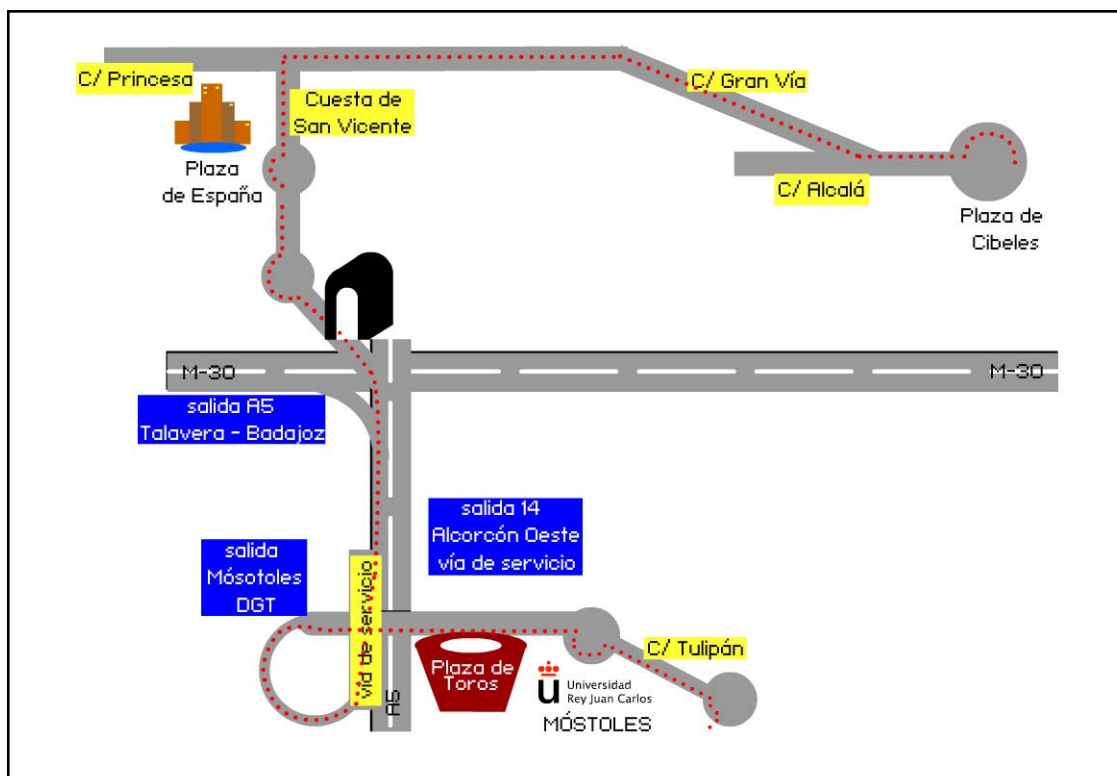 C/ Princesa
C/ Gran Vía
Cuesta de
San Vicente
Plaza
de España
C/ Alcalá
Plaza de
Cibeles
M-30
M-30
salida A5
Talavera - Badajoz
salida 14
Alcorcón Oeste
vía de servicio
salida
Mósotoles
DGT
vía de servicio
C/ Tulipán
Plaza de
Toros
u Universidad
Rey Juan Carlos
A5
MÓSTOLES